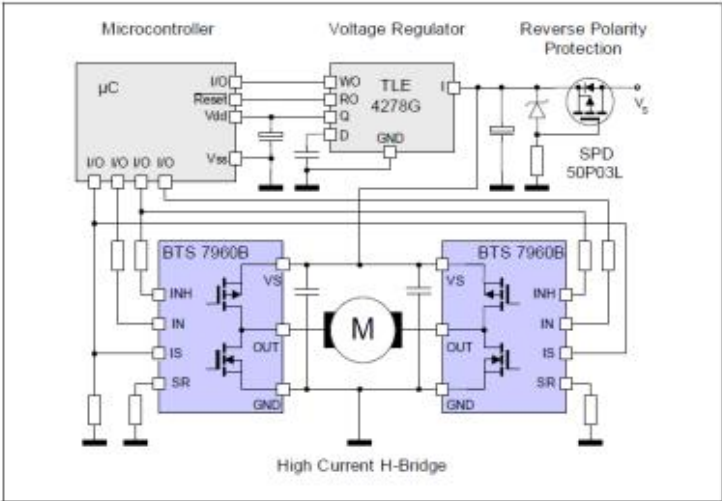 Microcontroller
Voltage Regulator
Reverse Polarity
Protection
µC
I/O
Reset
Vdd
Vss
I/O I/O I/O I/O
WO
RO
Q
D
TLE
4278G
I
GND
Vs
SPD
50P03L
BTS 7960B
VS
INH
IN
IS
SR
OUT
GND
M
BTS 7960B
VS
INH
IN
IS
SR
OUT
GND
High Current H-Bridge